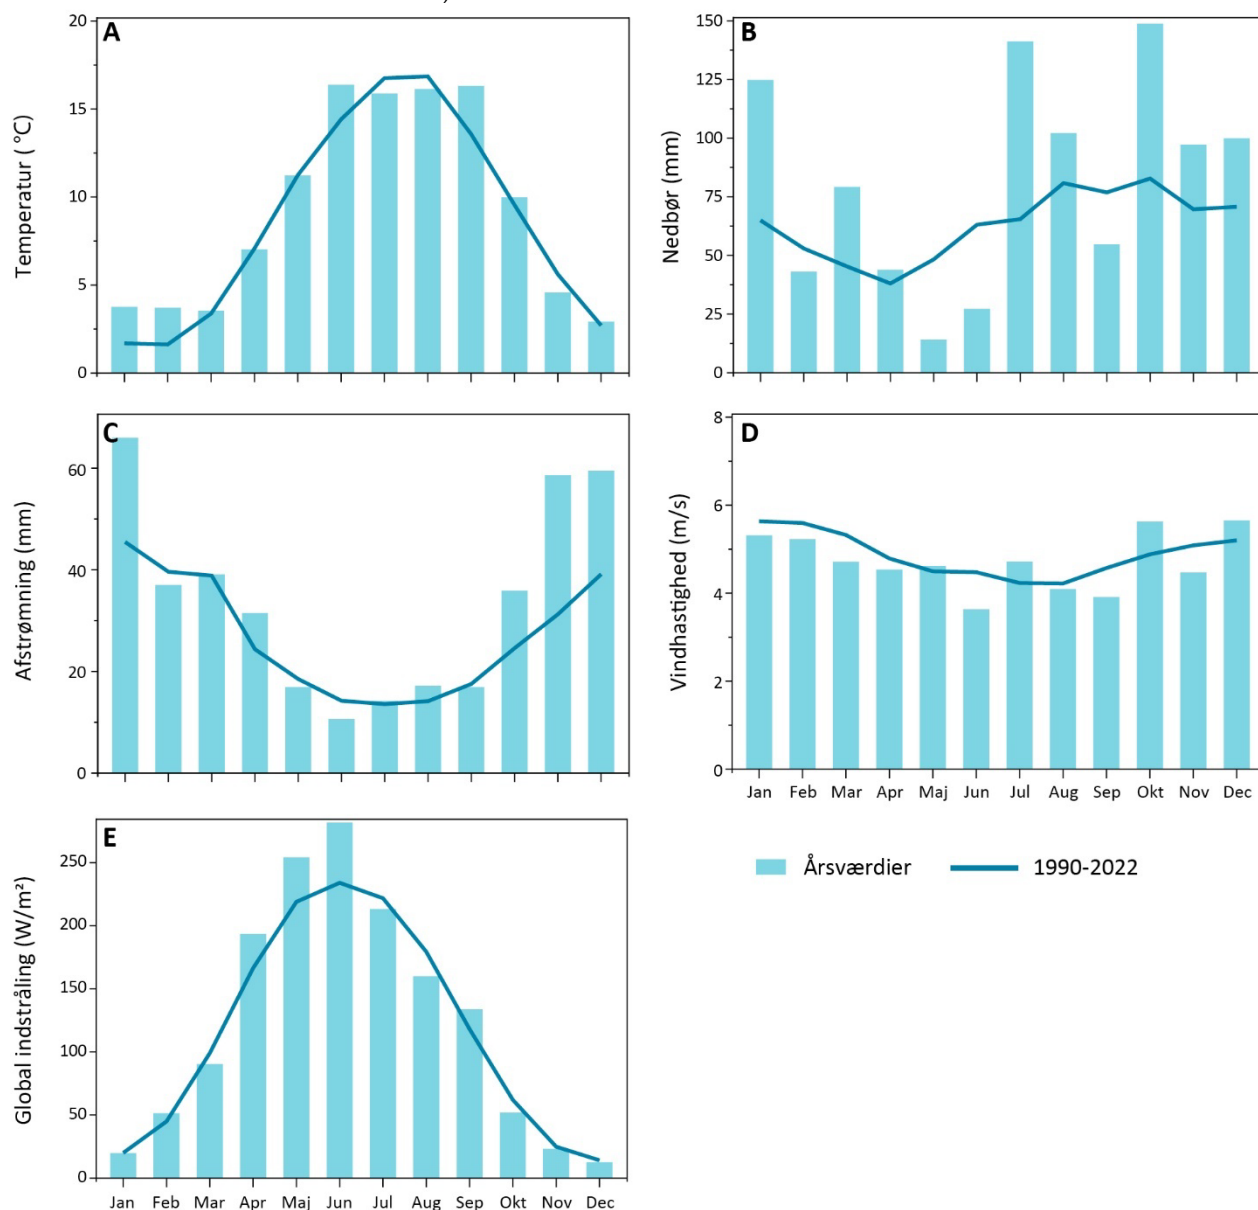 A
Temperatur ( °C)
20
15
10
5
0
B
Nedbør (mm)
150
125
100
75
50
25
0
C
Afstrømning (mm)
60
40
20
0
D
Vindhastighed (m/s)
8
6
4
2
0
Jan Feb Mar Apr Maj Jun Jul Aug Sep Okt Nov Dec
E
Global indstråling (W/m²)
250
200
150
100
50
0
Jan Feb Mar Apr Maj Jun Jul Aug Sep Okt Nov Dec
Årsværdier 1990-2022